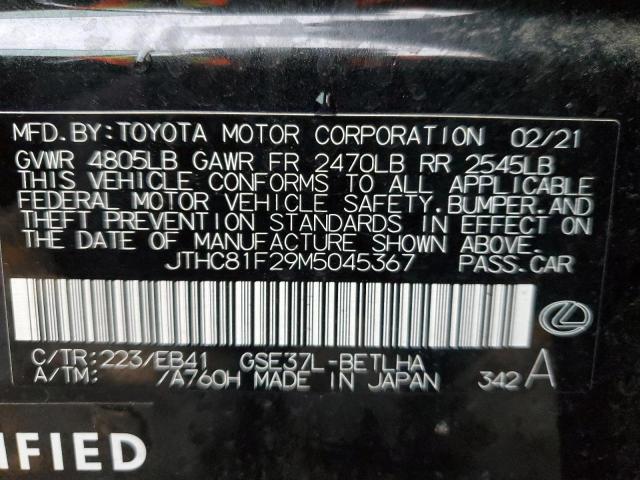 MFD. BY: TOYOTA MOTOR CORPORATION 02/21
GVWR 4805LB GAWR FR 2470LB RR 2545LB
THIS VEHICLE CONFORMS TO ALL APPLICABLE
FEDERAL MOTOR VEHICLE SAFETY, BUMPER, AND
THEFT PREVENTION STANDARDS IN EFFECT ON
THE DATE OF MANUFACTURE SHOWN ABOVE.
JTHC81F29M5045367 PASS. CAR
C/TR: 223/EB41 GSE37L-BETLHA
A/TM: /A760H MADE IN JAPAN 342A
IFIED